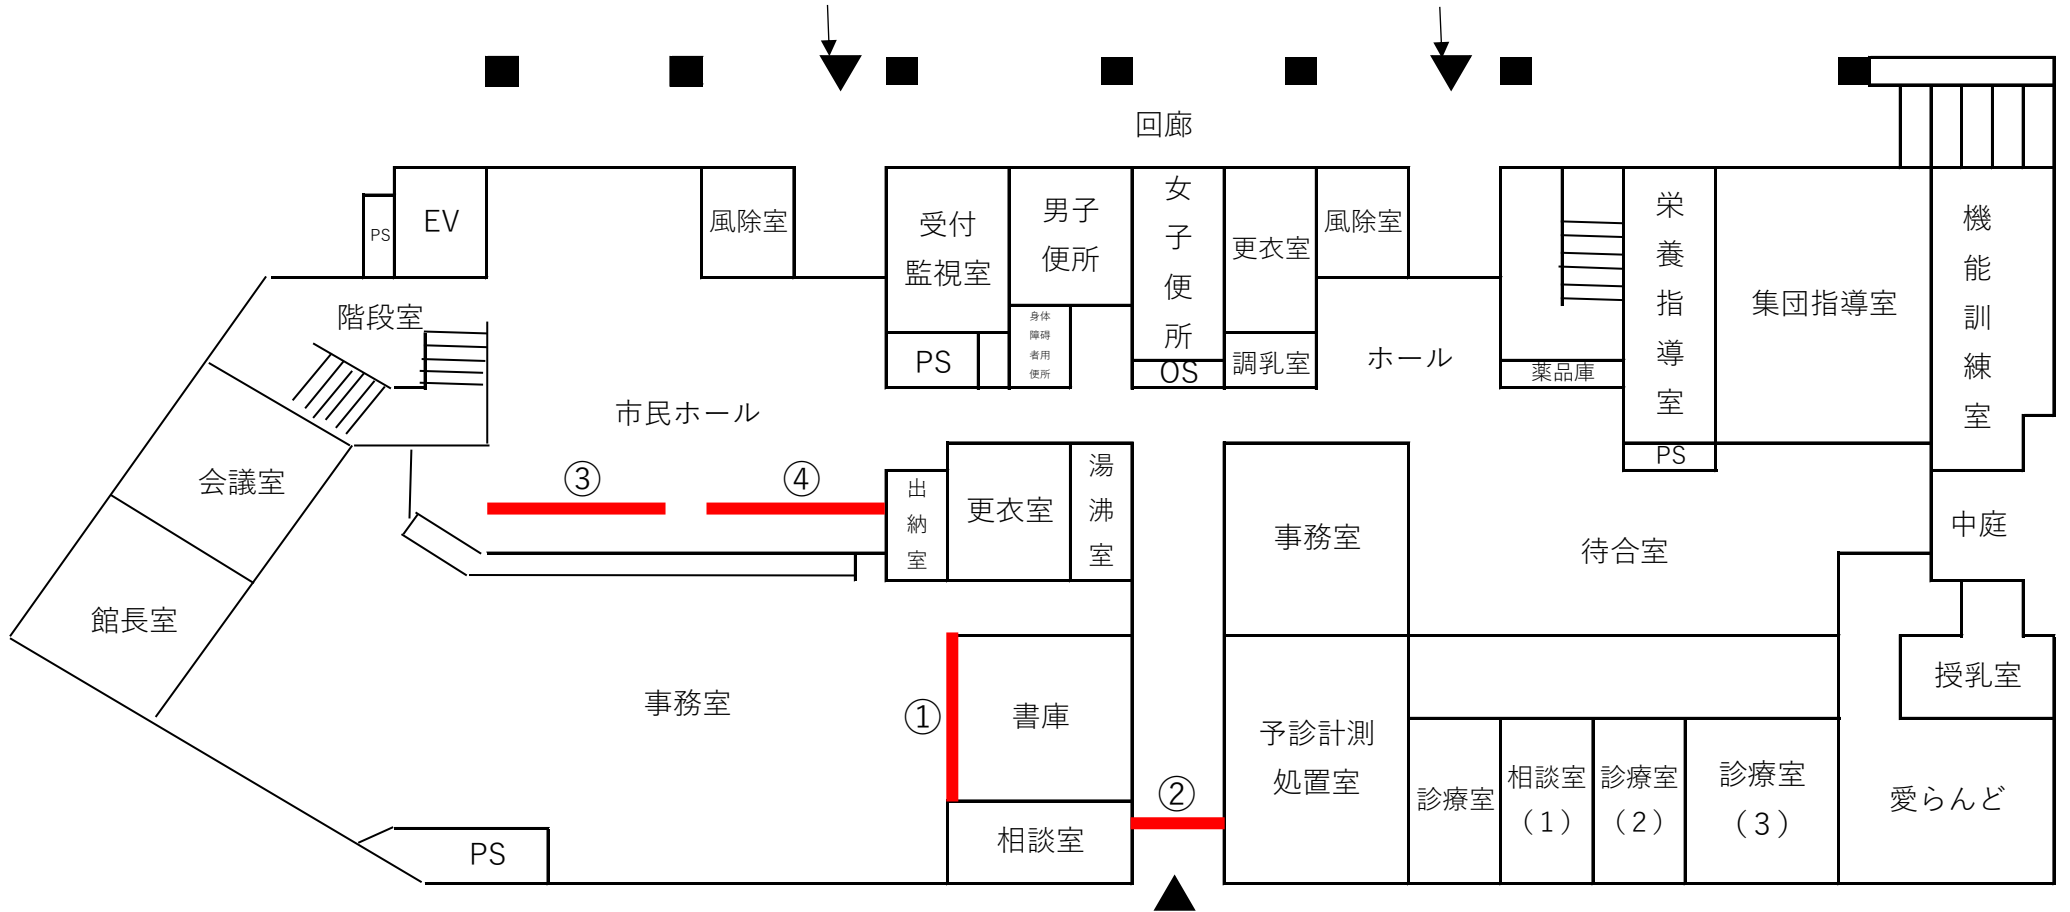 回廊
PS
EV
風除室
受付
監視室
男子
便所
女子便所
更衣室
風除室
栄養指導室
集団指導室
機能訓練室
階段室
PS
身体
障碍
者用
便所
OS
調乳室
ホール
薬品庫
市民ホール
PS
会議室
③
④
出納室
更衣室
湯沸室
事務室
待合室
中庭
館長室
事務室
①
書庫
②
予診計測
処置室
授乳室
診療室
相談室
（1）
診療室
（2）
診療室
（3）
愛らんど
PS
相談室